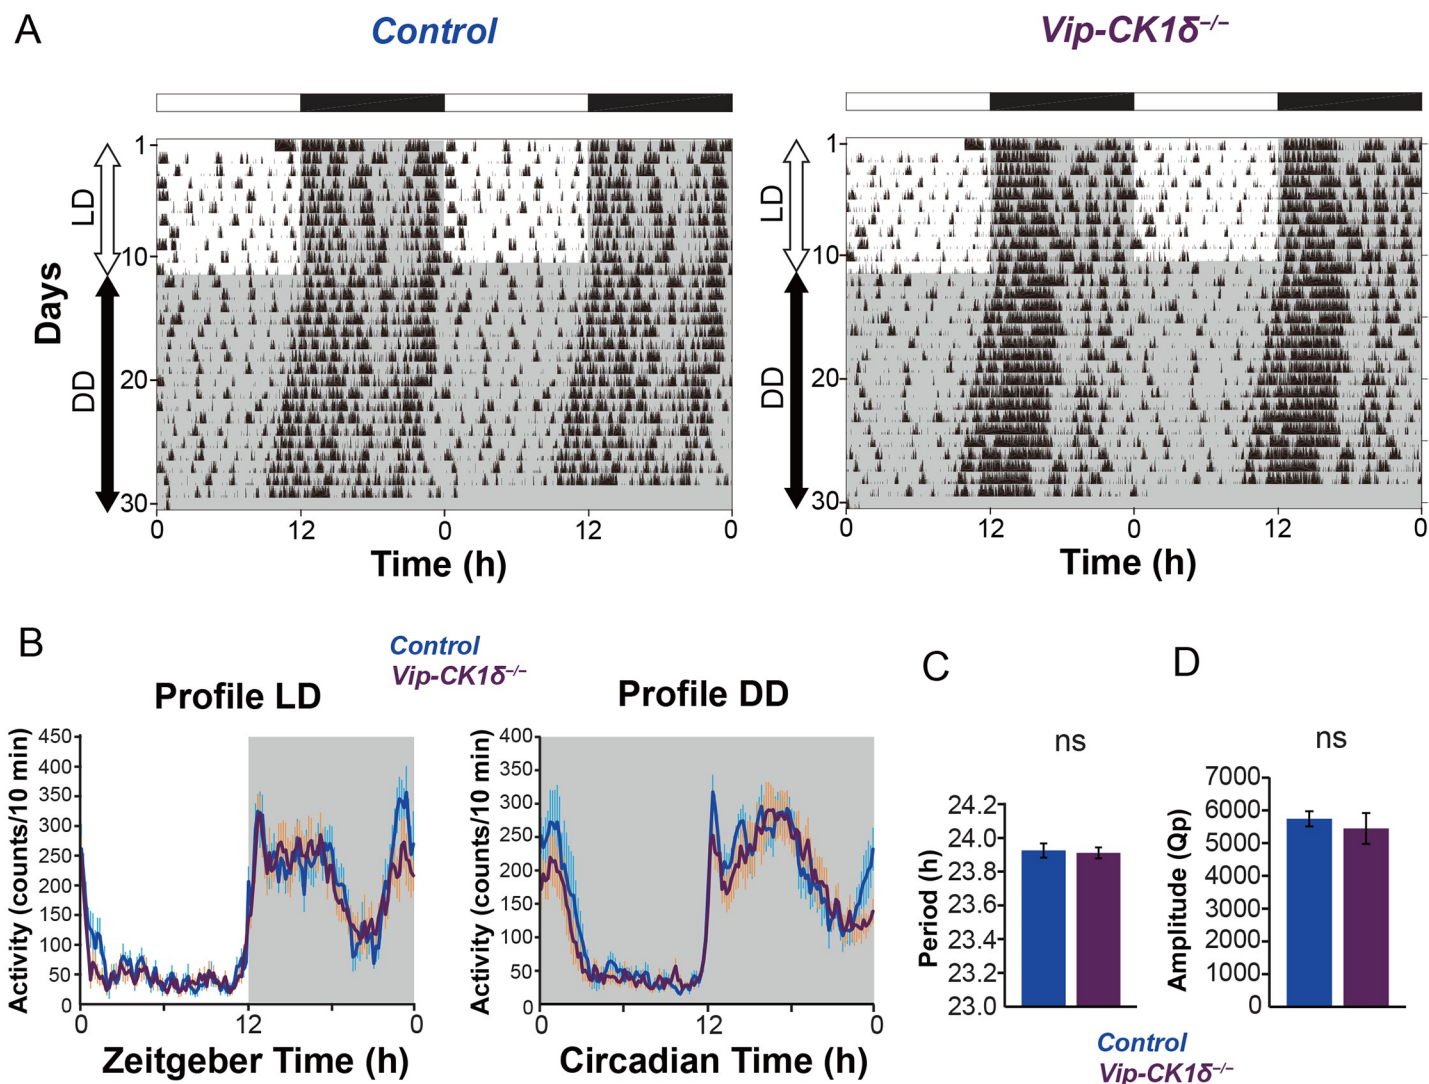 A
Control
Vip-CK1δ−/−
Days
LD
DD
1
10
20
30
0 12 0 12 0
Time (h)
LD
DD
1
10
20
30
0 12 0 12 0
Time (h)
B
Control
Vip-CK1δ−/−
Profile LD
Activity (counts/10 min)
450
400
350
300
250
200
150
100
50
0
0 12 0
Zeitgeber Time (h)
Profile DD
Activity (counts/10 min)
400
350
300
250
200
150
100
50
0
0 12 0
Circadian Time (h)
C
ns
Period (h)
24.2
24.0
23.8
23.6
23.4
23.2
23.0
D
ns
Amplitude (Qp)
7000
6000
5000
4000
3000
2000
1000
0
Control
Vip-CK1δ−/−